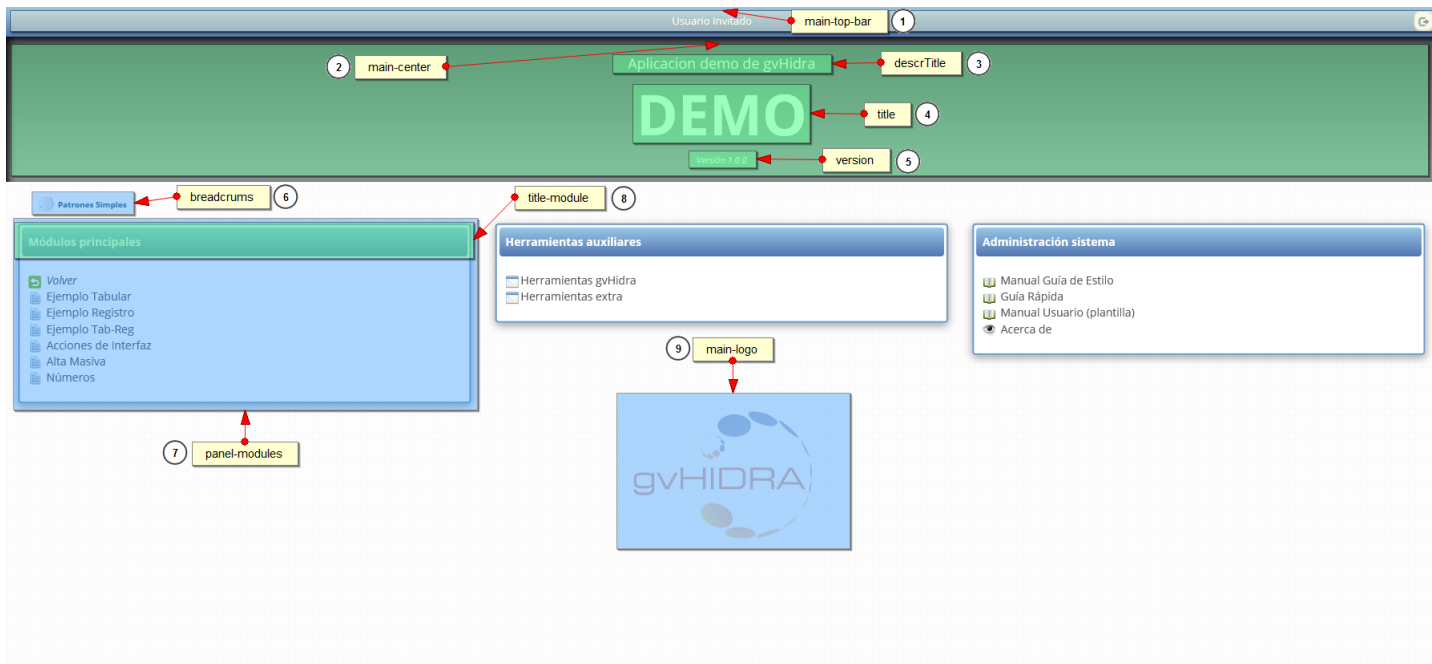 Usuario Invitado
main-top-bar
1
2
main-center
Aplicacion demo de gvHidra
descrTitle
3
DEMO
title
4
Versión 1.0.0
version
5
Patrones Simples
breadcrums
6
title-module
8
Módulos principales
Volver
Ejemplo Tabular
Ejemplo Registro
Ejemplo Tab-Reg
Acciones de Interfaz
Alta Masiva
Números
Herramientas auxiliares
Herramientas gvHidra
Herramientas extra
Administración sistema
Manual Guía de Estilo
Guía Rápida
Manual Usuario (plantilla)
Acerca de
9
main-logo
7
panel-modules
gvHIDRA